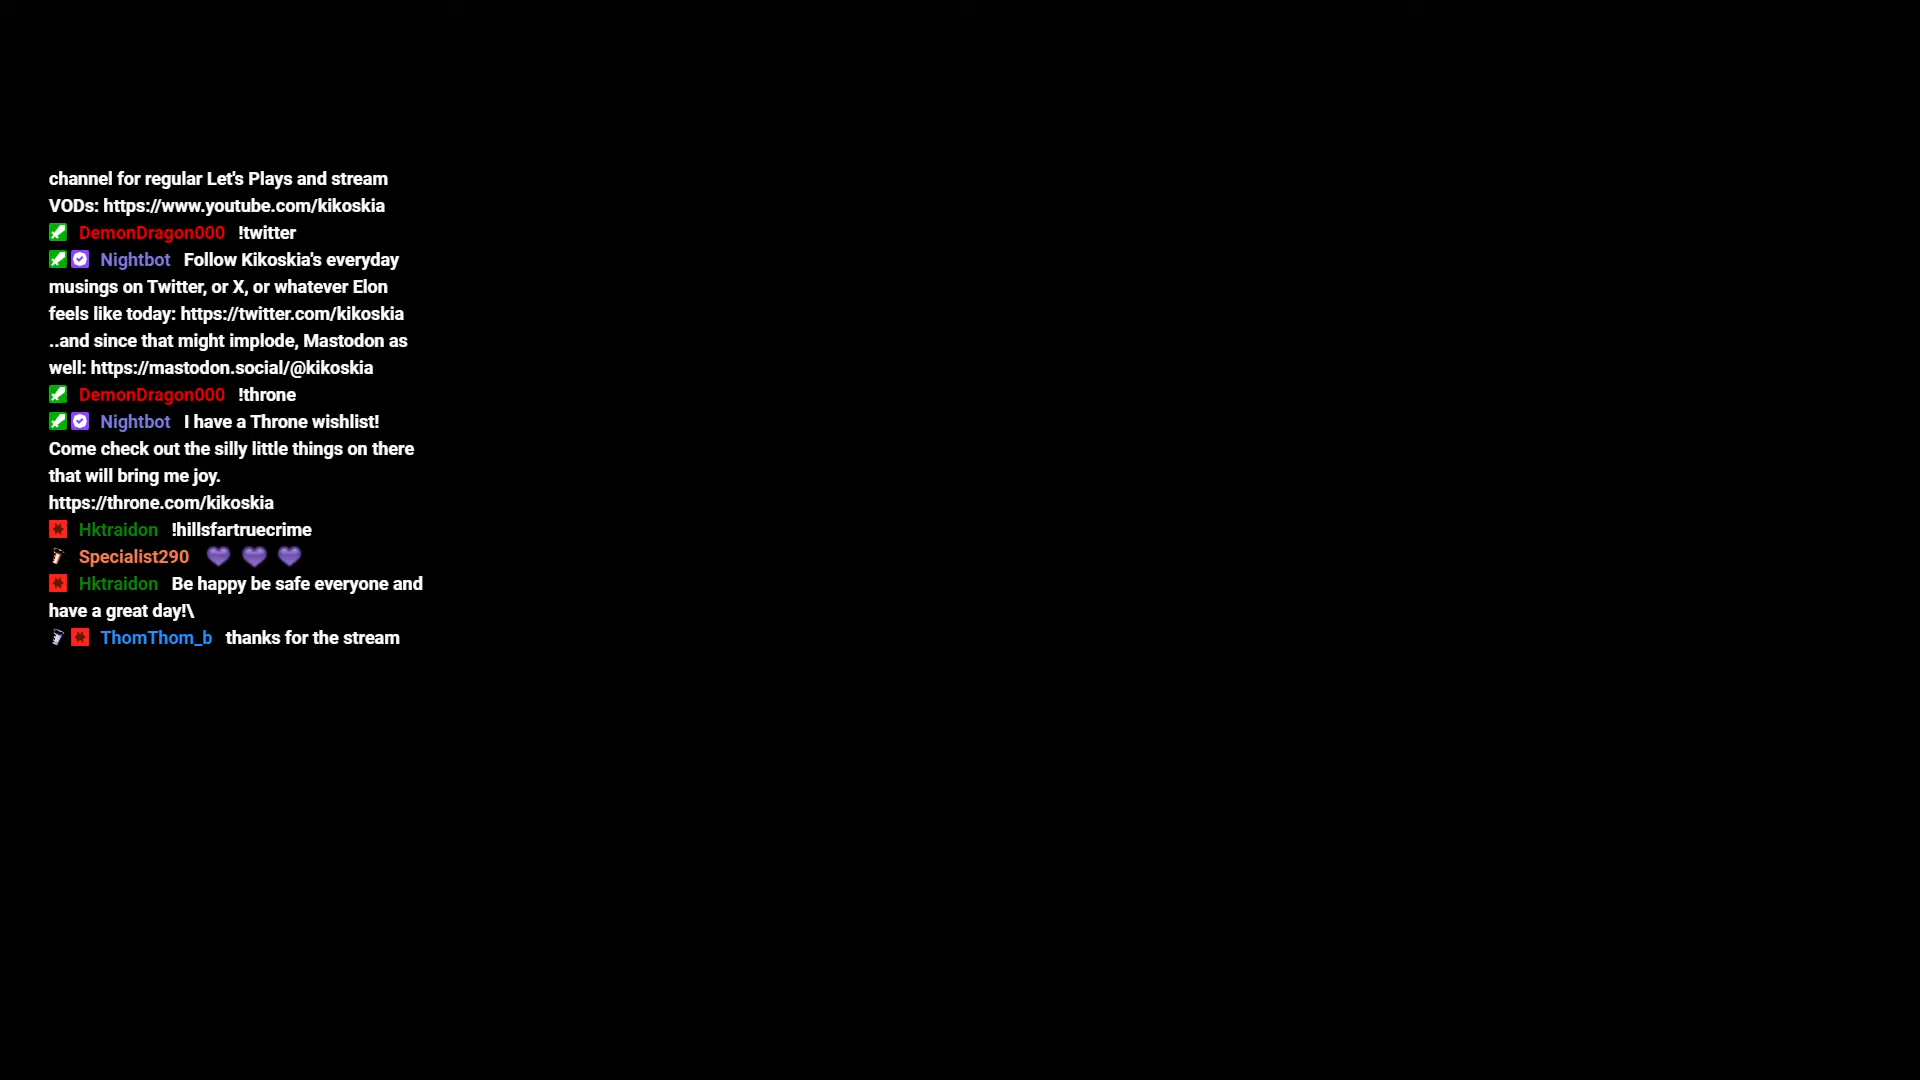 channel for regular Let's Plays and stream
VODs: https://www.youtube.com/kikoskia
DemonDragon000 !twitter
Nightbot Follow Kikoskia's everyday
musings on Twitter, or X, or whatever Elon
feels like today: https://twitter.com/kikoskia
..and since that might implode, Mastodon as
well: https://mastodon.social/@kikoskia
DemonDragon000 !throne
Nightbot I have a Throne wishlist!
Come check out the silly little things on there
that will bring me joy.
https://throne.com/kikoskia
Hktraidon !hillsfartruecrime
Specialist290 💜 💜 💜
Hktraidon Be happy be safe everyone and
have a great day!\
ThomThom_b thanks for the stream